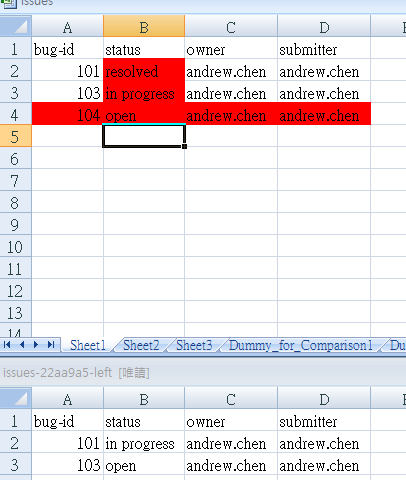 issues
A B C D
1 bug-id status owner submitter
2 101 resolved andrew.chen andrew.chen
3 103 in progress andrew.chen andrew.chen
4 104 open andrew.chen andrew.chen
5
6
7
8
9
10
11
12
13
14
Sheet1 Sheet2 Sheet3 Dummy_for_Comparison1 Du
issues-22aa9a5-left [唯讀]
A B C D
1 bug-id status owner submitter
2 101 in progress andrew.chen andrew.chen
3 103 open andrew.chen andrew.chen